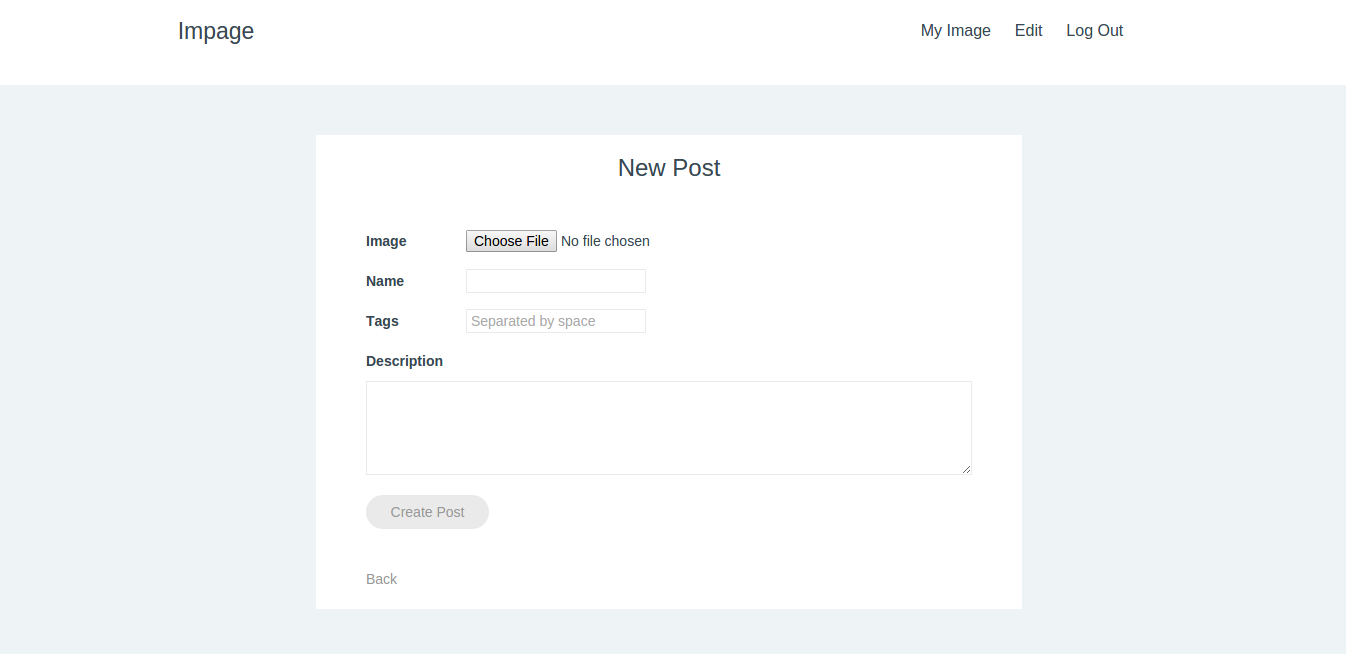 Impage My Image Edit Log Out
New Post
Image Choose File No file chosen
Name
Tags Separated by space
Description
Create Post
Back